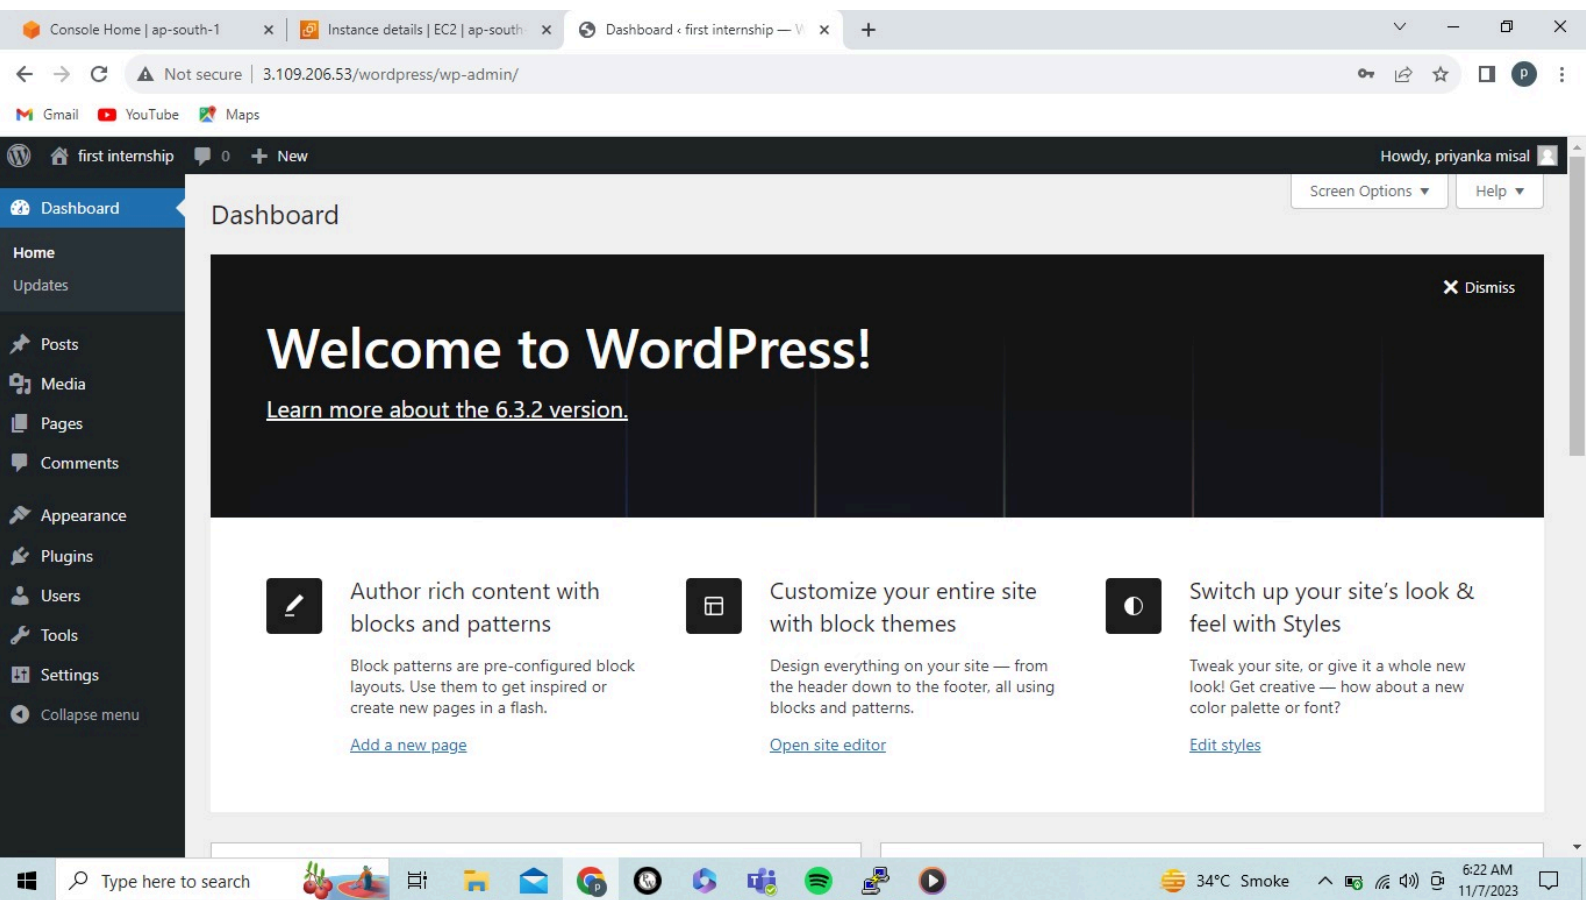 Console Home | ap-south-1
Instance details | EC2 | ap-south
Dashboard ‹ first internship — W
Not secure | 3.109.206.53/wordpress/wp-admin/
P
Gmail
YouTube
Maps
first internship
0
New
Howdy, priyanka misal
Dashboard
Home
Updates
Posts
Media
Pages
Comments
Appearance
Plugins
Users
Tools
Settings
Collapse menu
Screen Options
Help
Dashboard
Dismiss
Welcome to WordPress!
Learn more about the 6.3.2 version.
Author rich content with
blocks and patterns
Block patterns are pre-configured block
layouts. Use them to get inspired or
create new pages in a flash.
Add a new page
Customize your entire site
with block themes
Design everything on your site — from
the header down to the footer, all using
blocks and patterns.
Open site editor
Switch up your site’s look &
feel with Styles
Tweak your site, or give it a whole new
look! Get creative — how about a new
color palette or font?
Edit styles
Type here to search
34°C Smoke
6:22 AM
11/7/2023